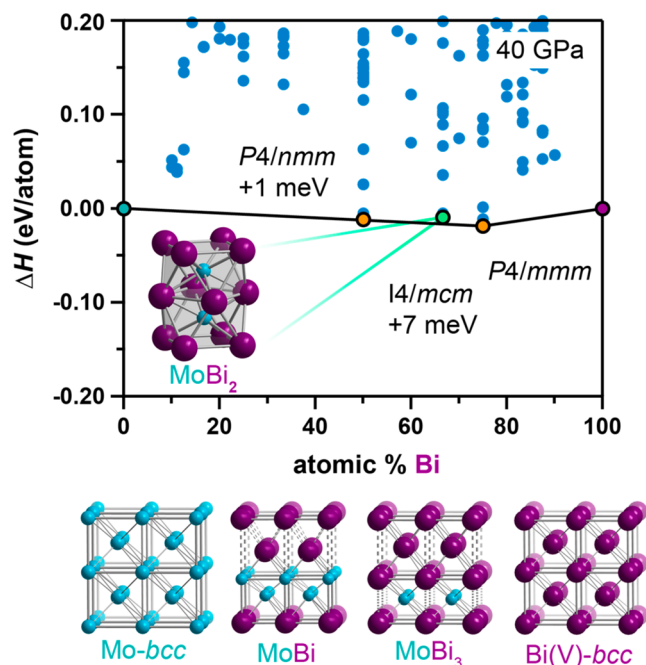 0.20
40 GPa
0.10
P4/nmm
+1 meV
0.00
ΔH (eV/atom)
P4/mmm
I4/mcm
+7 meV
-0.10
MoBi₂
-0.20
0 20 40 60 80 100
atomic % Bi
Mo-bcc MoBi MoBi₃ Bi(V)-bcc